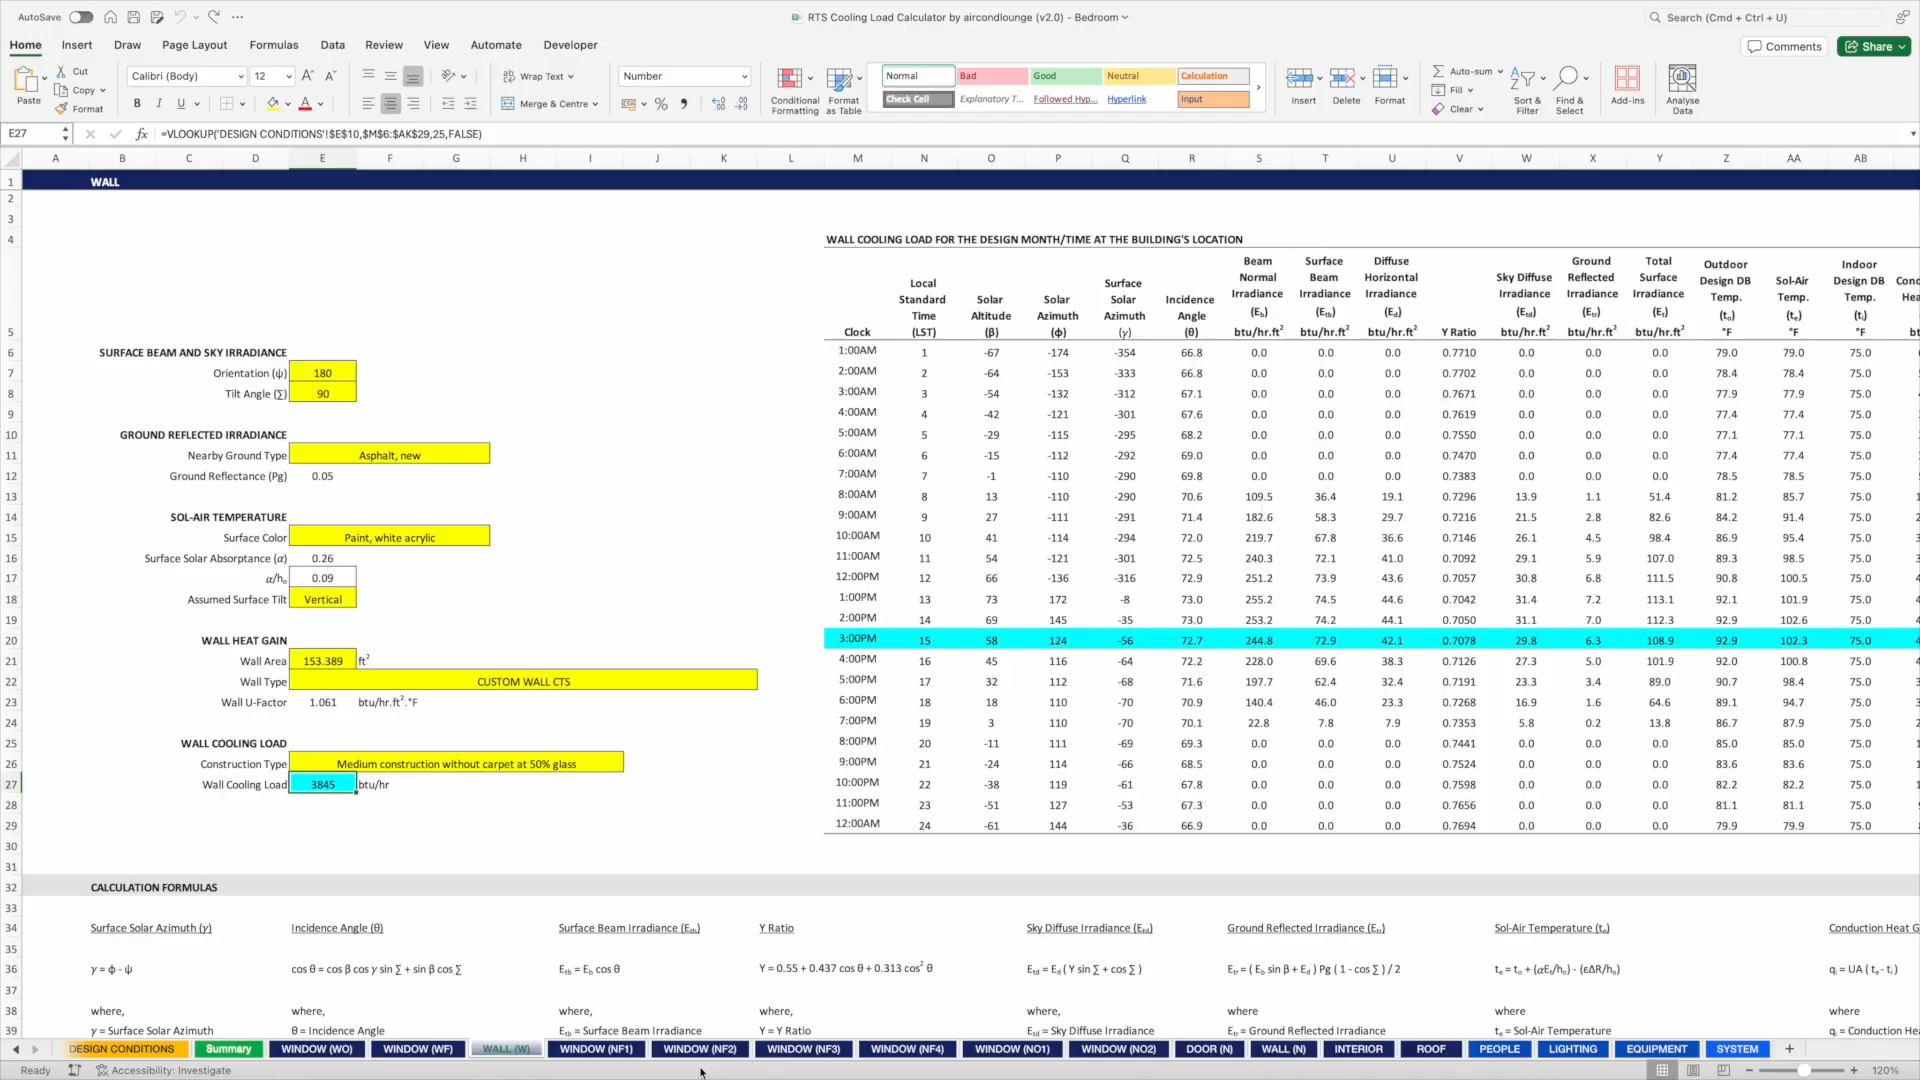 AutoSave
RTS Cooling Load Calculator by aircondlounge (v2.0) - Bedroom
Search (Cmd + Ctrl + U)
Home Insert Draw Page Layout Formulas Data Review View Automate Developer
Comments
Share
Paste
Cut
Copy
Format
Calibri (Body) 12
B I U
Wrap Text
Merge & Centre
Number
Conditional Formatting
Format as Table
Normal Bad Good Neutral Calculation
Check Cell Explanatory T... Followed Hyp... Hyperlink Input
Insert Delete Format
Auto-sum
Fill
Clear
Sort & Filter
Find & Select
Add-ins
Analyse Data
E27 fx =VLOOKUP('DESIGN CONDITIONS'!$E$10,$M$6:$AK$29,25,FALSE)
A B C D E F G H I J K L M N O P Q R S T U V W X Y Z AA AB
1 WALL
2
3
4 WALL COOLING LOAD FOR THE DESIGN MONTH/TIME AT THE BUILDING'S LOCATION
5 Clock | Local Standard Time (LST) | Solar Altitude (β) | Solar Azimuth (ϕ) | Surface Solar Azimuth (γ) | Incidence Angle (θ) | Beam Normal Irradiance (Eb) btu/hr.ft² | Surface Beam Irradiance (Etb) btu/hr.ft² | Diffuse Horizontal Irradiance (Ed) btu/hr.ft² | Y Ratio | Sky Diffuse Irradiance (Etd) btu/hr.ft² | Ground Reflected Irradiance (Etr) btu/hr.ft² | Total Surface Irradiance (Et) btu/hr.ft² | Outdoor Design DB Temp. (to) °F | Sol-Air Temp. (te) °F | Indoor Design DB Temp. (ti) °F
6 SURFACE BEAM AND SKY IRRADIANCE 1:00AM 1 -67 -174 -354 66.8 0.0 0.0 0.0 0.7710 0.0 0.0 0.0 79.0 79.0 75.0
7 Orientation (ψ) 180 2:00AM 2 -64 -153 -333 66.8 0.0 0.0 0.0 0.7702 0.0 0.0 0.0 78.4 78.4 75.0
8 Tilt Angle (∑) 90 3:00AM 3 -54 -132 -312 67.1 0.0 0.0 0.0 0.7671 0.0 0.0 0.0 77.9 77.9 75.0
9 4:00AM 4 -42 -121 -301 67.6 0.0 0.0 0.0 0.7619 0.0 0.0 0.0 77.4 77.4 75.0
10 GROUND REFLECTED IRRADIANCE 5:00AM 5 -29 -115 -295 68.2 0.0 0.0 0.0 0.7550 0.0 0.0 0.0 77.1 77.1 75.0
11 Nearby Ground Type Asphalt, new 6:00AM 6 -15 -112 -292 69.0 0.0 0.0 0.0 0.7470 0.0 0.0 0.0 77.4 77.4 75.0
12 Ground Reflectance (Pg) 0.05 7:00AM 7 -1 -110 -290 69.8 0.0 0.0 0.0 0.7383 0.0 0.0 0.0 78.5 78.5 75.0
13 8:00AM 8 13 -110 -290 70.6 109.5 36.4 19.1 0.7296 13.9 1.1 51.4 81.2 85.7 75.0
14 SOL-AIR TEMPERATURE 9:00AM 9 27 -111 -291 71.4 182.6 58.3 29.7 0.7216 21.5 2.8 82.6 84.2 91.4 75.0
15 Surface Color Paint, white acrylic 10:00AM 10 41 -114 -294 72.0 219.7 67.8 36.6 0.7146 26.1 4.5 98.4 86.9 95.4 75.0
16 Surface Solar Absorptance (α) 0.26 11:00AM 11 54 -121 -301 72.5 240.3 72.1 41.0 0.7092 29.1 5.9 107.0 89.3 98.5 75.0
17 α/ho 0.09 12:00PM 12 66 -136 -316 72.9 251.2 73.9 43.6 0.7057 30.8 6.8 111.5 90.8 100.5 75.0
18 Assumed Surface Tilt Vertical 1:00PM 13 73 172 -8 73.0 255.2 74.5 44.6 0.7042 31.4 7.2 113.1 92.1 101.9 75.0
19 2:00PM 14 69 145 -35 73.0 253.2 74.2 44.1 0.7050 31.1 7.0 112.3 92.9 102.6 75.0
20 WALL HEAT GAIN 3:00PM 15 58 124 -56 72.7 244.8 72.9 42.1 0.7078 29.8 6.3 108.9 92.9 102.3 75.0
21 Wall Area 153.389 ft² 4:00PM 16 45 116 -64 72.2 228.0 69.6 38.3 0.7126 27.3 5.0 101.9 92.0 100.8 75.0
22 Wall Type CUSTOM WALL CTS 5:00PM 17 32 112 -68 71.6 197.7 62.4 32.4 0.7191 23.3 3.4 89.0 90.7 98.4 75.0
23 Wall U-Factor 1.061 btu/hr.ft².°F 6:00PM 18 18 110 -70 70.9 140.4 46.0 23.3 0.7268 16.9 1.6 64.6 89.1 94.7 75.0
24 7:00PM 19 3 110 -70 70.1 22.8 7.8 7.9 0.7353 5.8 0.2 13.8 86.7 87.9 75.0
25 WALL COOLING LOAD 8:00PM 20 -11 111 -69 69.3 0.0 0.0 0.0 0.7441 0.0 0.0 0.0 85.0 85.0 75.0
26 Construction Type Medium construction without carpet at 50% glass 9:00PM 21 -24 114 -66 68.5 0.0 0.0 0.0 0.7524 0.0 0.0 0.0 83.6 83.6 75.0
27 Wall Cooling Load 3845 btu/hr 10:00PM 22 -38 119 -61 67.8 0.0 0.0 0.0 0.7598 0.0 0.0 0.0 82.2 82.2 75.0
28 11:00PM 23 -51 127 -53 67.3 0.0 0.0 0.0 0.7656 0.0 0.0 0.0 81.1 81.1 75.0
29 12:00AM 24 -61 144 -36 66.9 0.0 0.0 0.0 0.7694 0.0 0.0 0.0 79.9 79.9 75.0
30
31
32 CALCULATION FORMULAS
33
34 Surface Solar Azimuth (γ) Incidence Angle (θ) Surface Beam Irradiance (Etb) Y Ratio Sky Diffuse Irradiance (Etd) Ground Reflected Irradiance (Etr) Sol-Air Temperature (te) Conduction Heat G
35
36 γ = ϕ - ψ cos θ = cos β cos γ sin ∑ + sin β cos ∑ Etb = Eb cos θ Y = 0.55 + 0.437 cos θ + 0.313 cos² θ Etd = Ed ( Y sin ∑ + cos ∑ ) Etr = ( Eb sin β + Ed ) Pg ( 1 - cos ∑ ) / 2 te = to + (αEt/ho) - (εΔR/ho) qi = UA ( te - ti )
37
38 where, where, where, where, where, where where where
39 γ = Surface Solar Azimuth θ = Incidence Angle Etb = Surface Beam Irradiance Y = Y Ratio Etd = Sky Diffuse Irradiance Etr = Ground Reflected Irradiance te = Sol-Air Temperature qi = Conduction Hea
DESIGN CONDITIONS Summary WINDOW (WO) WINDOW (WF) WALL (W) WINDOW (NF1) WINDOW (NF2) WINDOW (NF3) WINDOW (NF4) WINDOW (NO1) WINDOW (NO2) DOOR (N) WALL (N) INTERIOR ROOF PEOPLE LIGHTING EQUIPMENT SYSTEM +
Ready Accessibility: Investigate 120%